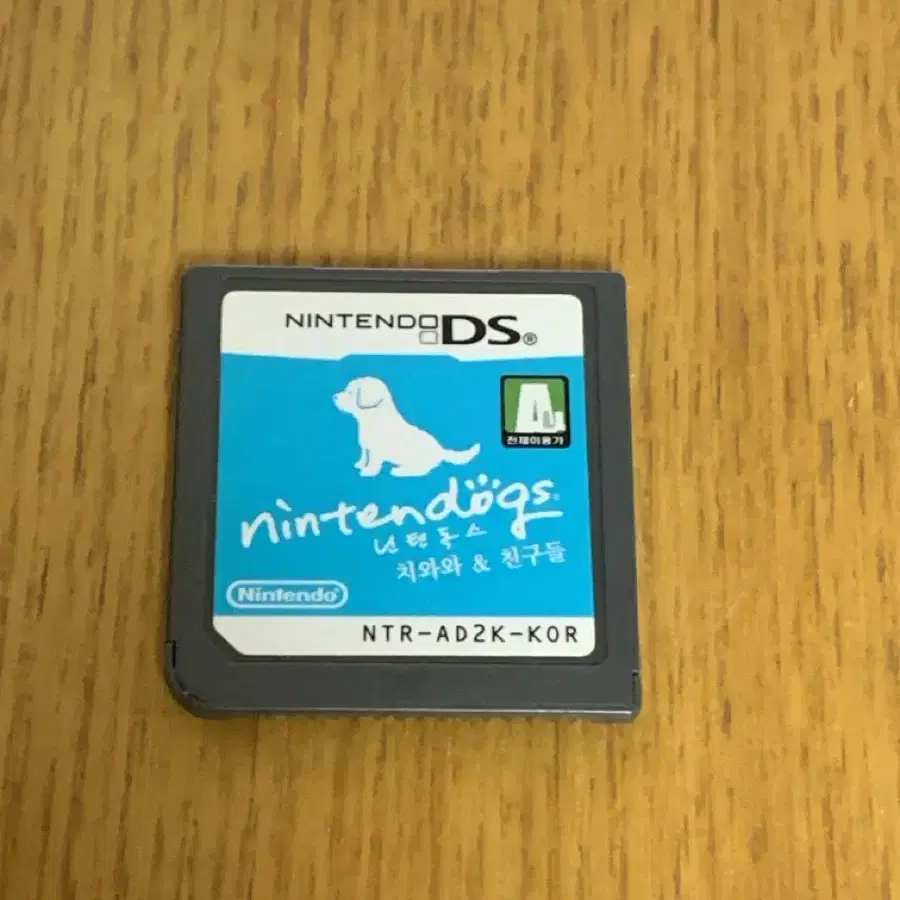 NINTENDO DS®
전체이용가
nintendogs
닌텐독스
치와와 & 친구들
Nintendo
NTR-AD2K-KOR